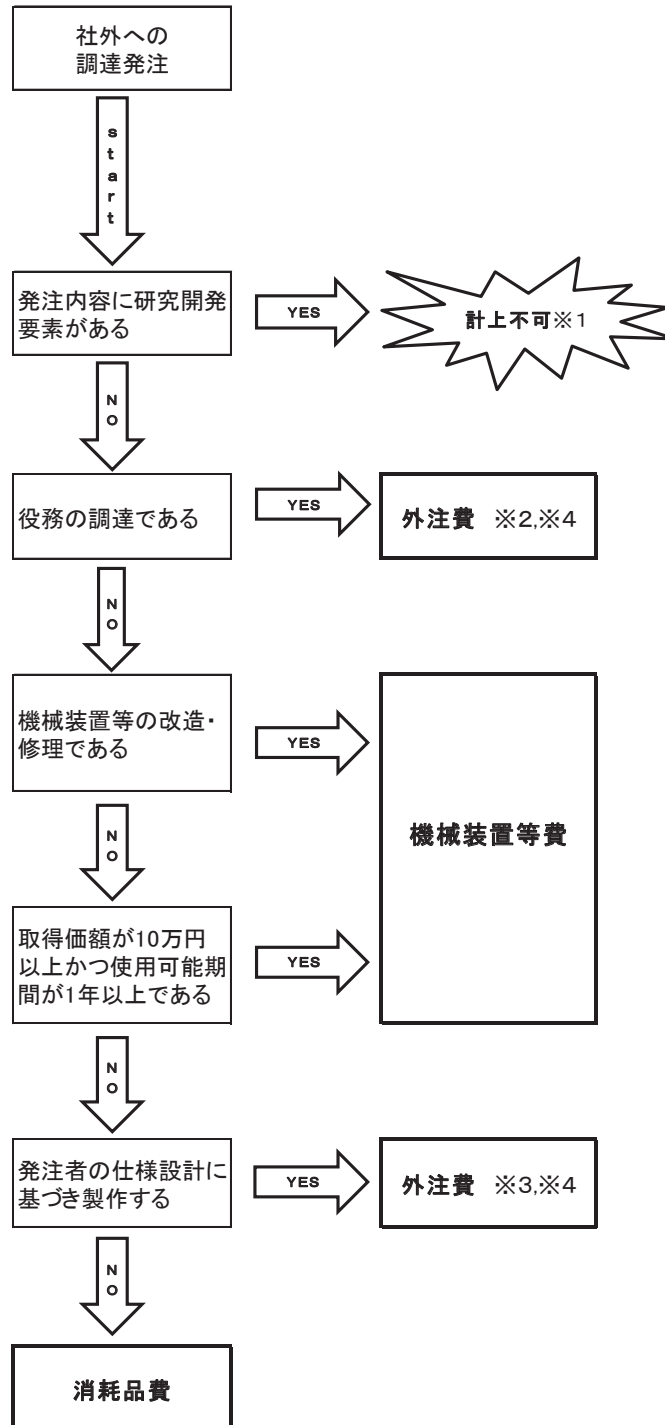 社外への
調達発注
start
発注内容に研究開発
要素がある
YES
計上不可※1
NO
役務の調達である
YES
外注費 ※2,※4
NO
機械装置等の改造・
修理である
YES
機械装置等費
NO
取得価額が10万円
以上かつ使用可能期
間が1年以上である
YES
NO
発注者の仕様設計に
基づき製作する
YES
外注費 ※3,※4
NO
消耗品費